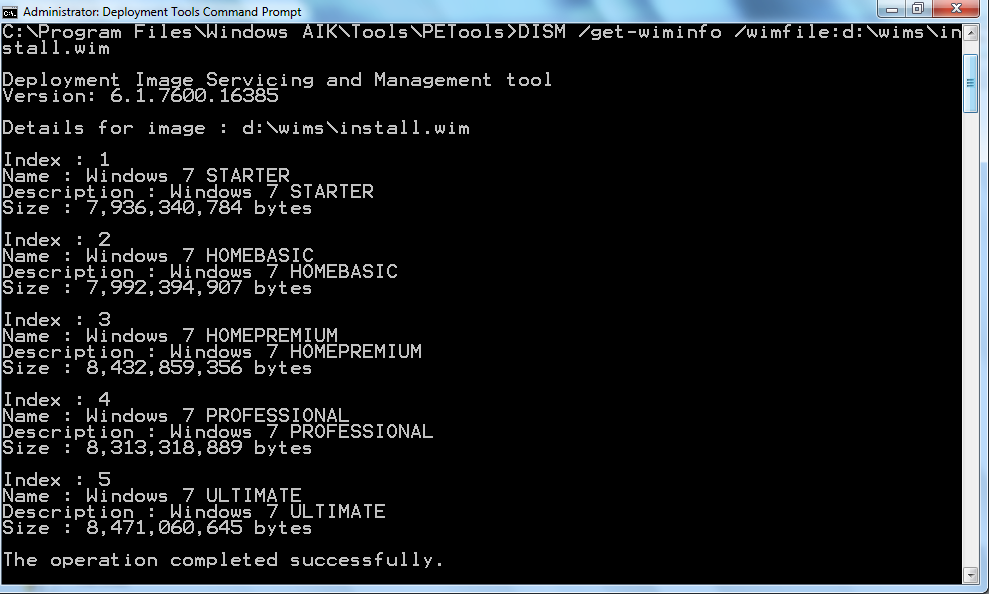 Administrator: Deployment Tools Command Prompt
C:\Program Files\Windows AIK\Tools\PETools>DISM /get-wiminfo /wimfile:d:\wims\in
stall.wim
Deployment Image Servicing and Management tool
Version: 6.1.7600.16385
Details for image : d:\wims\install.wim
Index : 1
Name : Windows 7 STARTER
Description : Windows 7 STARTER
Size : 7,936,340,784 bytes
Index : 2
Name : Windows 7 HOMEBASIC
Description : Windows 7 HOMEBASIC
Size : 7,992,394,907 bytes
Index : 3
Name : Windows 7 HOMEPREMIUM
Description : Windows 7 HOMEPREMIUM
Size : 8,432,859,356 bytes
Index : 4
Name : Windows 7 PROFESSIONAL
Description : Windows 7 PROFESSIONAL
Size : 8,313,318,889 bytes
Index : 5
Name : Windows 7 ULTIMATE
Description : Windows 7 ULTIMATE
Size : 8,471,060,645 bytes
The operation completed successfully.